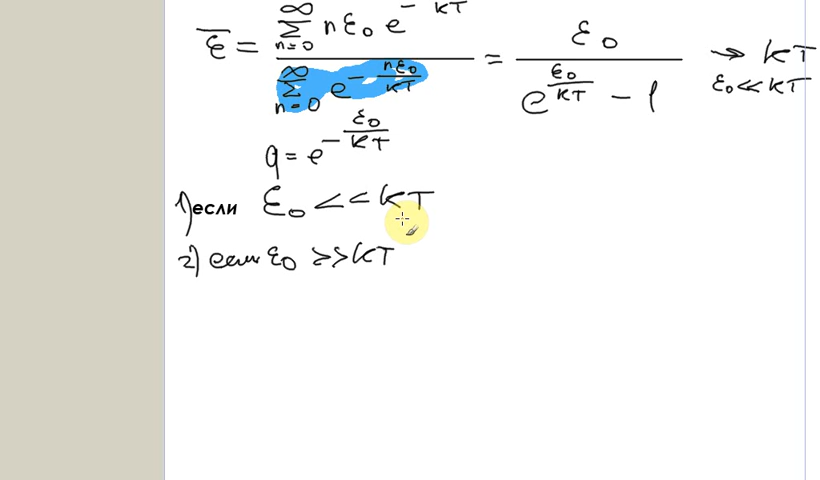 ε̄ = Σ_{n=0}^{∞} nε₀ e^{- kT} / Σ_{n=0}^{∞} e^{- nε₀/kT} = ε₀ / (e^{ε₀/kT} - 1) → kT
ε₀ << kT
q = e^{- ε₀/kT}
1) если ε₀ << kT
2) если ε₀ >> kT